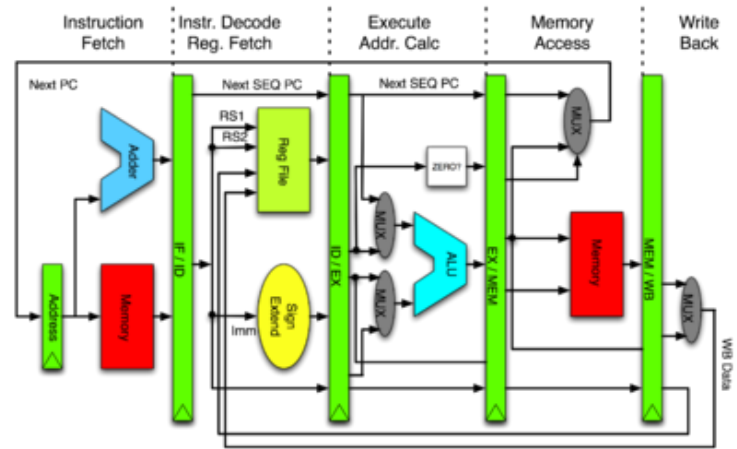 Instruction
Fetch
Instr. Decode
Reg. Fetch
Execute
Addr. Calc
Memory
Access
Write
Back
Next PC
Next SEQ PC
Next SEQ PC
RS1
RS2
Reg File
Adder
ZERO?
MUX
MUX
MUX
MUX
ALU
IF / ID
ID / EX
EX / MEM
MEM / WB
Address
Memory
Memory
Sign
Extend
Imm
WB Data